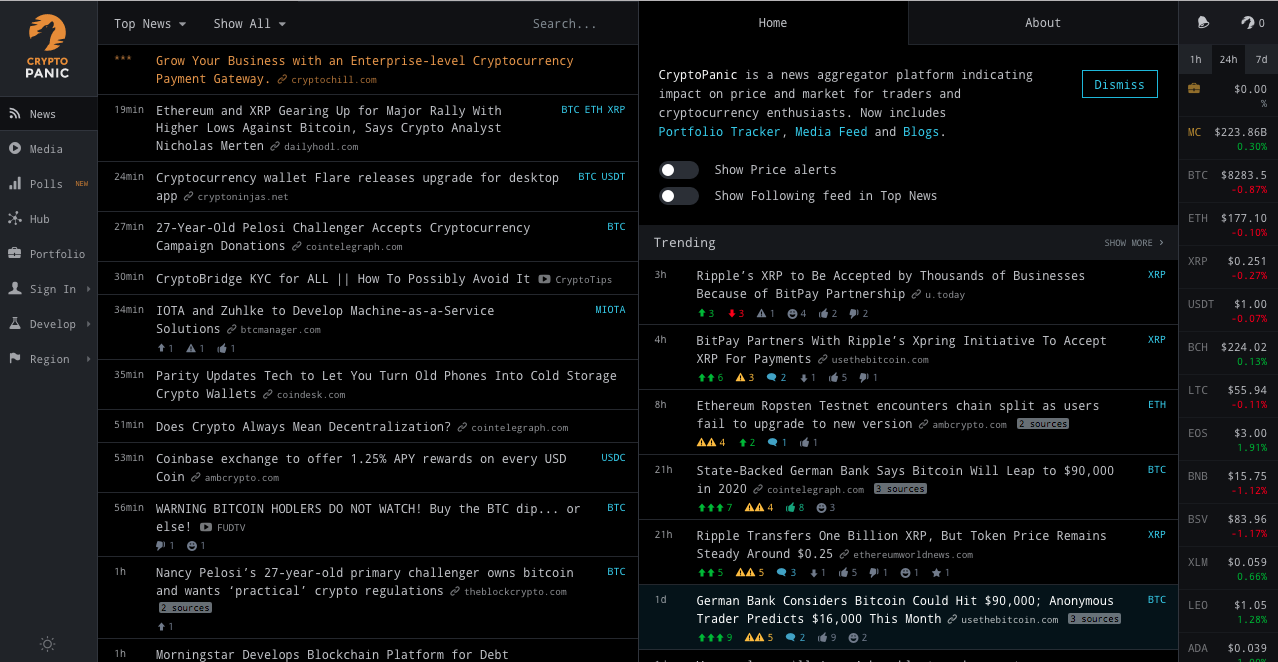 CRYPTO
PANIC
News
Media
Polls NEW
Hub
Portfolio
Sign In
Develop
Region
Top News
Show All
Search...
***
Grow Your Business with an Enterprise-level Cryptocurrency
Payment Gateway. cryptochill.com
19min
Ethereum and XRP Gearing Up for Major Rally With
BTC ETH XRP
Higher Lows Against Bitcoin, Says Crypto Analyst
Nicholas Merten dailyhodl.com
24min
Cryptocurrency wallet Flare releases upgrade for desktop
BTC USDT
app cryptoninjas.net
27min
27-Year-Old Pelosi Challenger Accepts Cryptocurrency
BTC
Campaign Donations cointelegraph.com
30min
CryptoBridge KYC for ALL || How To Possibly Avoid It CryptoTips
34min
IOTA and Zuhlke to Develop Machine-as-a-Service
MIOTA
Solutions btcmanager.com
1 1 1
35min
Parity Updates Tech to Let You Turn Old Phones Into Cold Storage
Crypto Wallets coindesk.com
51min
Does Crypto Always Mean Decentralization? cointelegraph.com
53min
Coinbase exchange to offer 1.25% APY rewards on every USD
USDC
Coin ambcrypto.com
56min
WARNING BITCOIN HODLERS DO NOT WATCH! Buy the BTC dip... or
BTC
else! FUDTV
1 1
1h
Nancy Pelosi’s 27-year-old primary challenger owns bitcoin
BTC
and wants ‘practical’ crypto regulations theblockcrypto.com
2 sources
1
1h
Morningstar Develops Blockchain Platform for Debt
Home
About
CryptoPanic is a news aggregator platform indicating
impact on price and market for traders and
cryptocurrency enthusiasts. Now includes
Portfolio Tracker, Media Feed and Blogs.
Dismiss
Show Price alerts
Show Following feed in Top News
Trending
SHOW MORE
3h
Ripple’s XRP to Be Accepted by Thousands of Businesses
XRP
Because of BitPay Partnership u.today
3 3 1 4 2 2
4h
BitPay Partners With Ripple’s Xpring Initiative To Accept
XRP
XRP For Payments usethebitcoin.com
6 3 2 1 5 1
8h
Ethereum Ropsten Testnet encounters chain split as users
ETH
fail to upgrade to new version ambcrypto.com 2 sources
4 2 1 1
21h
State-Backed German Bank Says Bitcoin Will Leap to $90,000
BTC
in 2020 cointelegraph.com 3 sources
7 4 8 3
21h
Ripple Transfers One Billion XRP, But Token Price Remains
XRP
Steady Around $0.25 ethereumworldnews.com
5 5 3 1 5 1 1 1
1d
German Bank Considers Bitcoin Could Hit $90,000; Anonymous
BTC
Trader Predicts $16,000 This Month usethebitcoin.com 3 sources
9 5 2 9 2
0
1h 24h 7d
$0.00
%
MC $223.86B
0.30%
BTC $8283.5
-0.87%
ETH $177.10
-0.10%
XRP $0.251
-0.27%
USDT $1.00
-0.07%
BCH $224.02
0.13%
LTC $55.94
-0.11%
EOS $3.00
1.91%
BNB $15.75
-1.12%
BSV $83.96
-1.17%
XLM $0.059
0.66%
LEO $1.05
1.28%
ADA $0.039